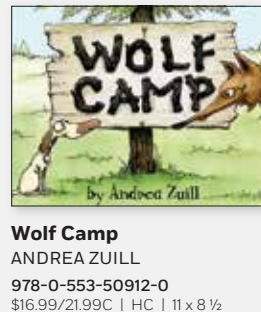 WOLF
CAMP
by Andrea Zuill
Wolf Camp
ANDREA ZUILL
978-0-553-50912-0
$16.99/21.99C | HC | 11 x 8 ½